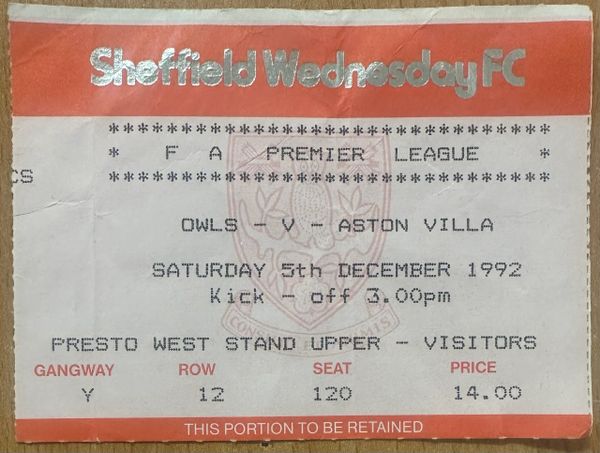 Sheffield Wednesday FC
************************************
* F A PREMIER LEAGUE *
CS ************************************
OWLS - V - ASTON VILLA
SATURDAY 5th DECEMBER 1992
Kick - off 3.00pm
PRESTO WEST STAND UPPER - VISITORS
GANGWAY ROW SEAT PRICE
Y 12 120 14.00
THIS PORTION TO BE RETAINED